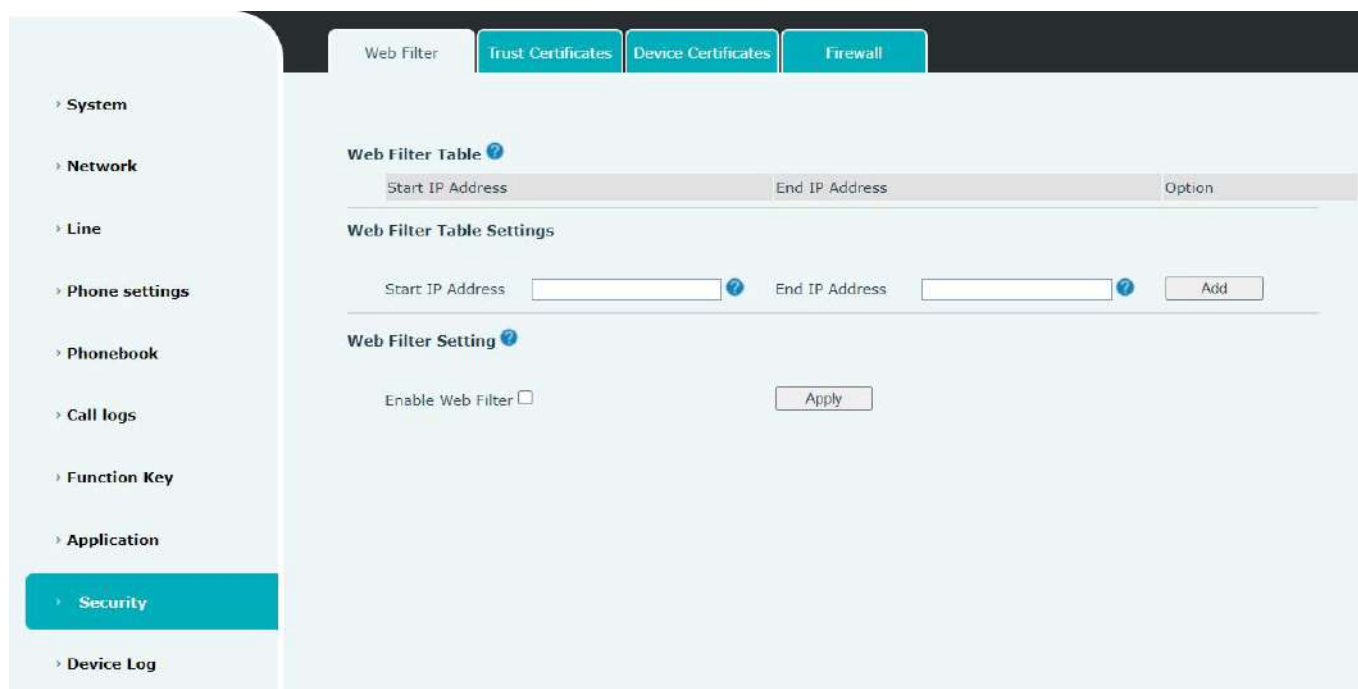 Web Filter Trust Certificates Device Certificates Firewall
System
Network
Line
Phone settings
Phonebook
Call logs
Function Key
Application
Security
Device Log
Web Filter Table ?
Start IP Address End IP Address Option
Web Filter Table Settings
Start IP Address ? End IP Address ? Add
Web Filter Setting ?
Enable Web Filter Apply